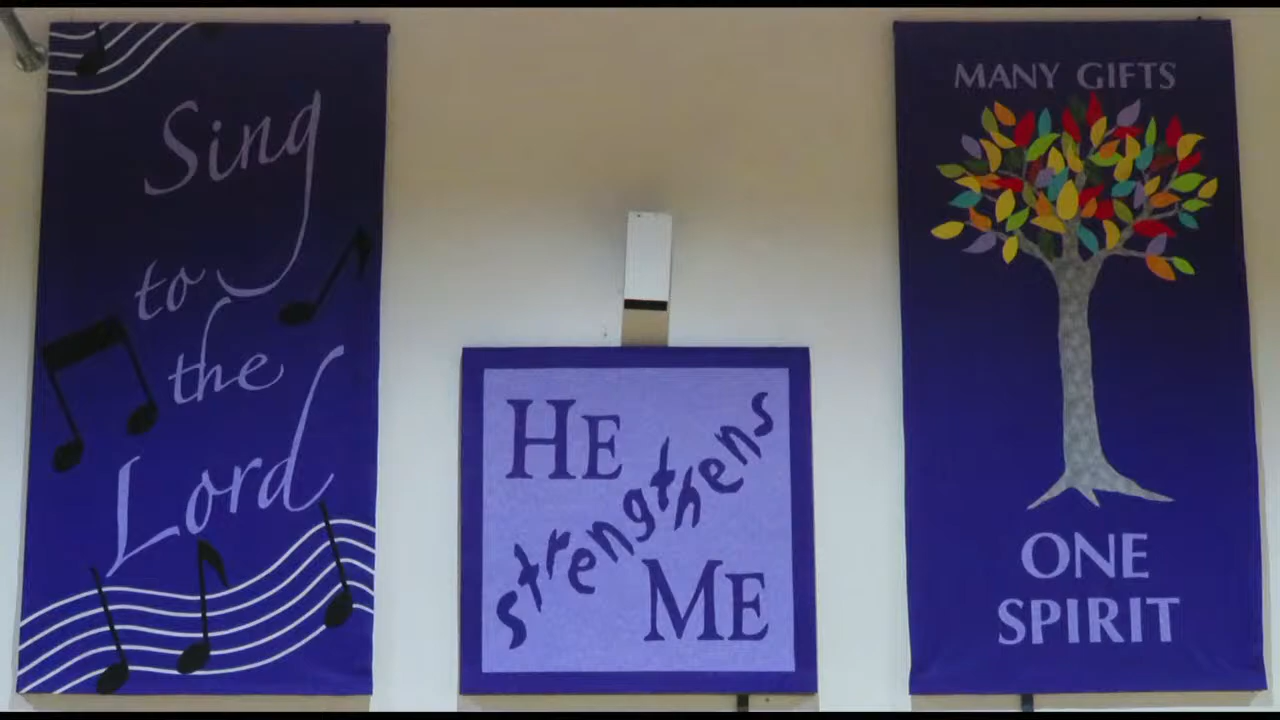 Sing
to
the
Lord
HE
strengthens
ME
MANY GIFTS
ONE
SPIRIT